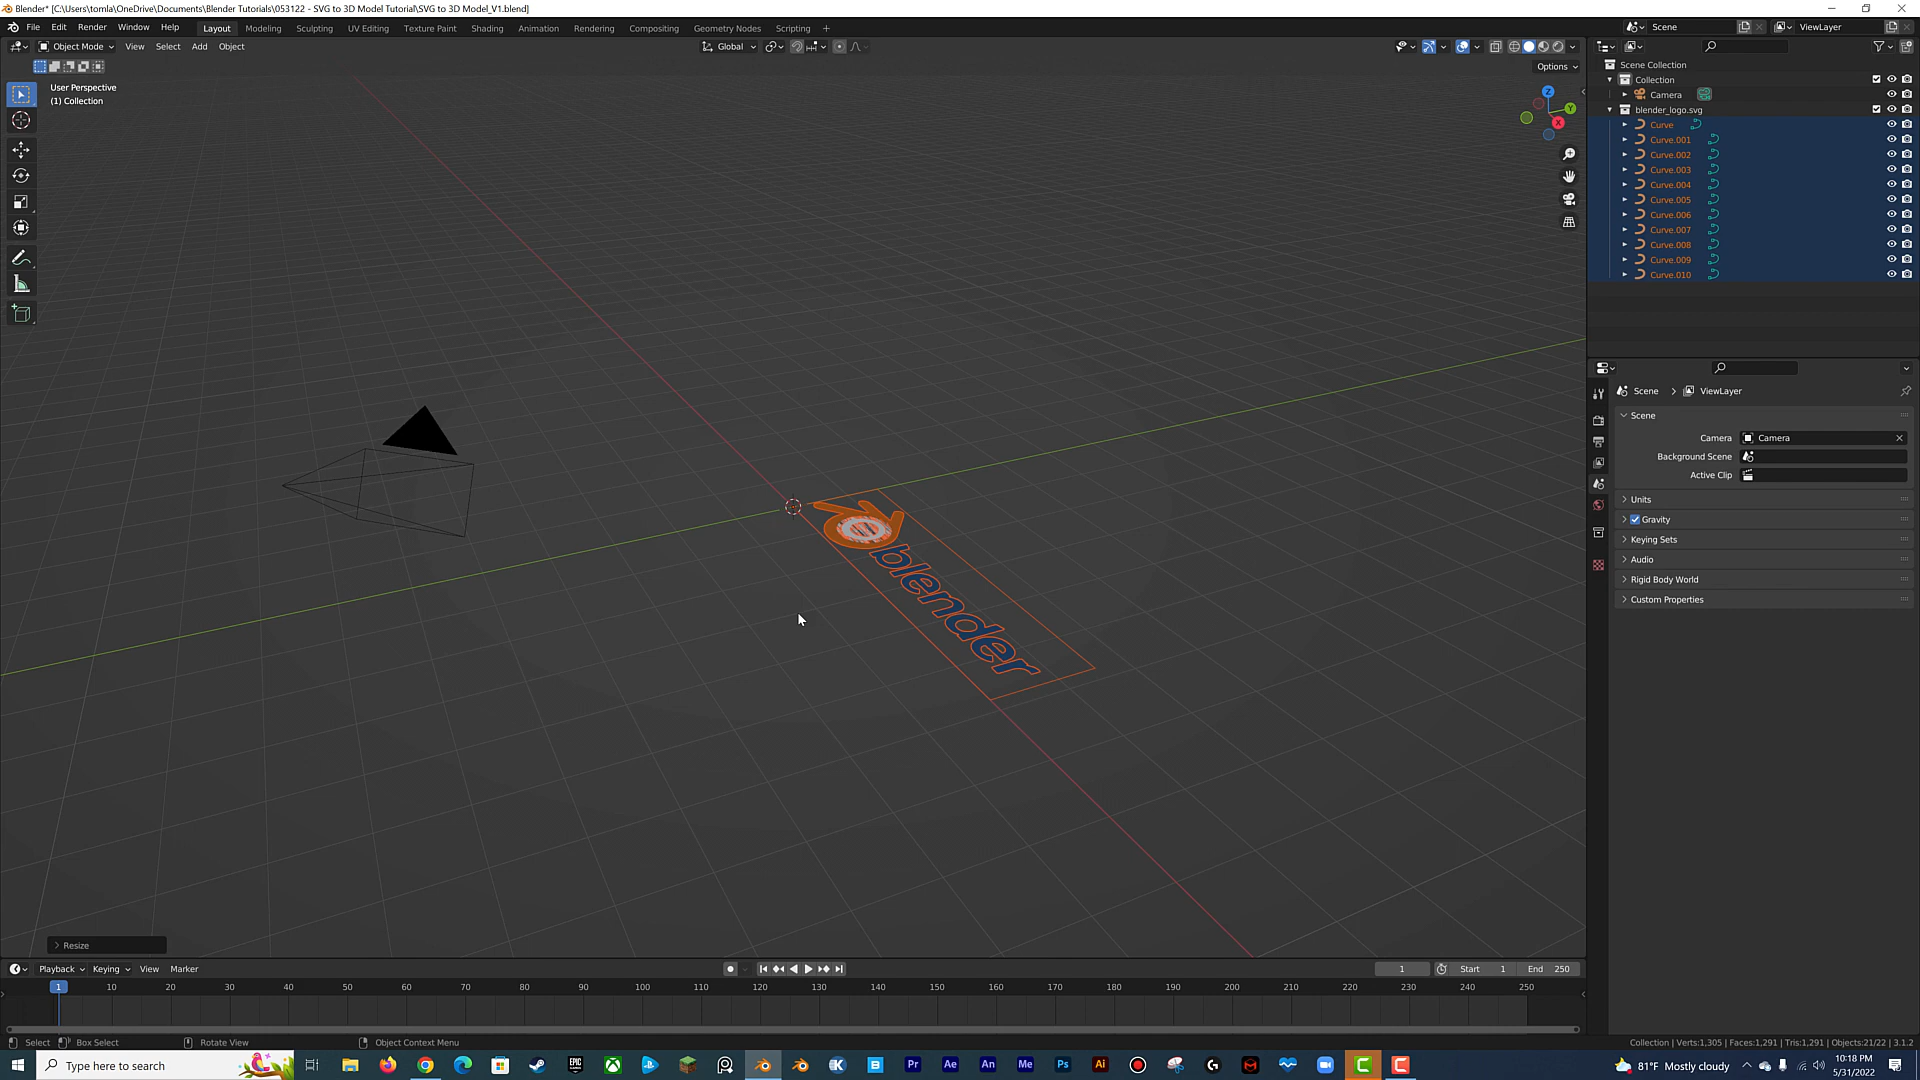 Blender* [C:\Users\tomla\OneDrive\Documents\Blender Tutorials\053122 - SVG to 3D Model Tutorial\SVG to 3D Model_V1.blend]
File Edit Render Window Help Layout Modeling Sculpting UV Editing Texture Paint Shading Animation Rendering Compositing Geometry Nodes Scripting + Scene ViewLayer
Object Mode View Select Add Object Global
Options
User Perspective
(1) Collection
Z
Y
X
blender
Resize
Scene Collection
Collection
Camera
blender_logo.svg
Curve
Curve.001
Curve.002
Curve.003
Curve.004
Curve.005
Curve.006
Curve.007
Curve.008
Curve.009
Curve.010
Scene > ViewLayer
Scene
Camera Camera
Background Scene
Active Clip
Units
Gravity
Keying Sets
Audio
Rigid Body World
Custom Properties
Playback Keying View Marker 1 Start 1 End 250
1 10 20 30 40 50 60 70 80 90 100 110 120 130 140 150 160 170 180 190 200 210 220 230 240 250
Select Box Select Rotate View Object Context Menu Collection | Verts:1,305 | Faces:1,291 | Tris:1,291 | Objects:21/22 | 3.1.2
Type here to search EPIC GAMES K B Pr Ae An Me Ps Ai G C C 81°F Mostly cloudy 10:18 PM
5/31/2022